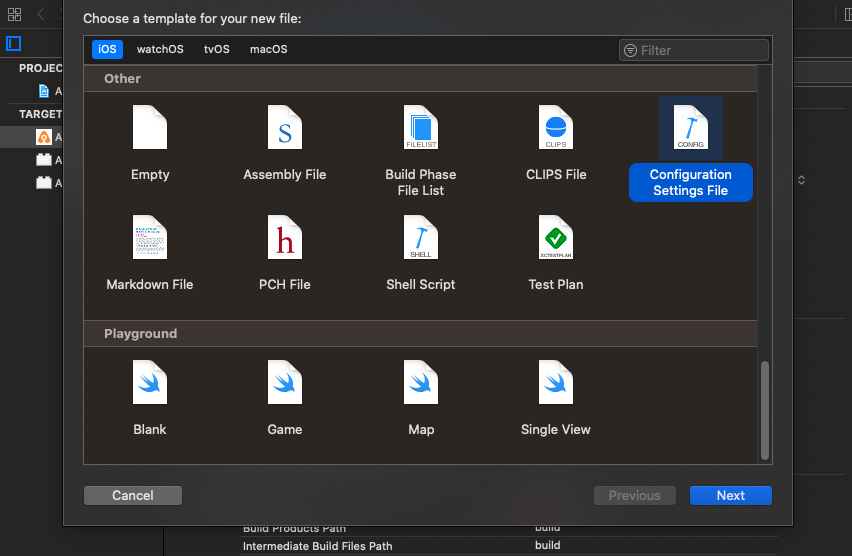 Choose a template for your new file:
iOS watchOS tvOS macOS Filter
PROJEC
A
TARGET
A
A
A
Other
S
FILELIST
CLIPS
CONFIG
Empty
Assembly File
Build Phase
File List
CLIPS File
Configuration
Settings File
h
SHELL
XCTESTPLAN
Markdown File
PCH File
Shell Script
Test Plan
Playground
Blank
Game
Map
Single View
Cancel
Previous
Next
Build Products Path build
Intermediate Build Files Path build